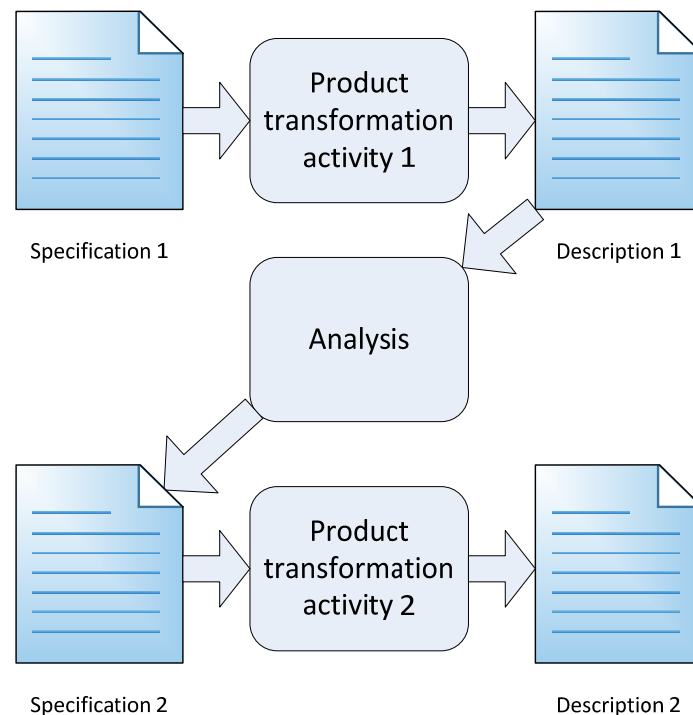 Product
transformation
activity 1
Specification 1
Description 1
Analysis
Product
transformation
activity 2
Specification 2
Description 2